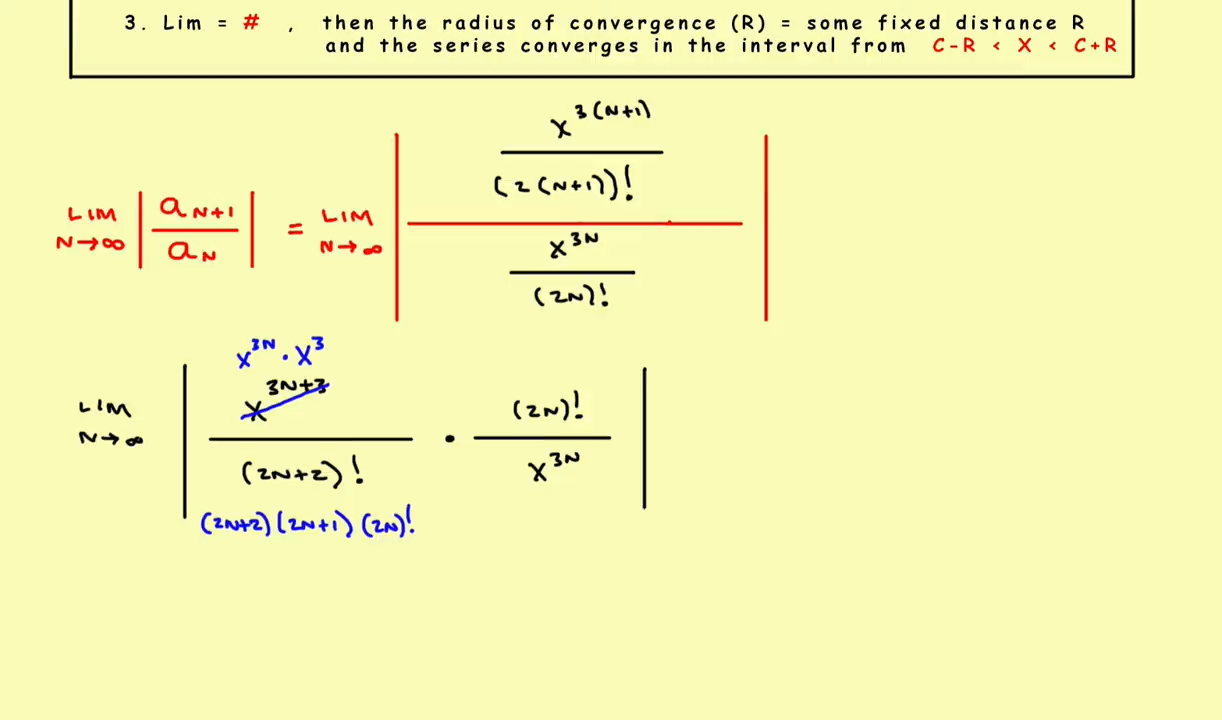 3. Lim = # , then the radius of convergence (R) = some fixed distance R
and the series converges in the interval from C-R < X < C+R
LIM N→∞ | a_{N+1} / a_N | = LIM N→∞ | (x^{3(N+1)} / (2(N+1))!) / (x^{3N} / (2N)!) |
x^{3N} · x^3
LIM N→∞ | x^{3N+3} / (2N+2)! · (2N)! / x^{3N} |
(2N+2)(2N+1)(2N)!